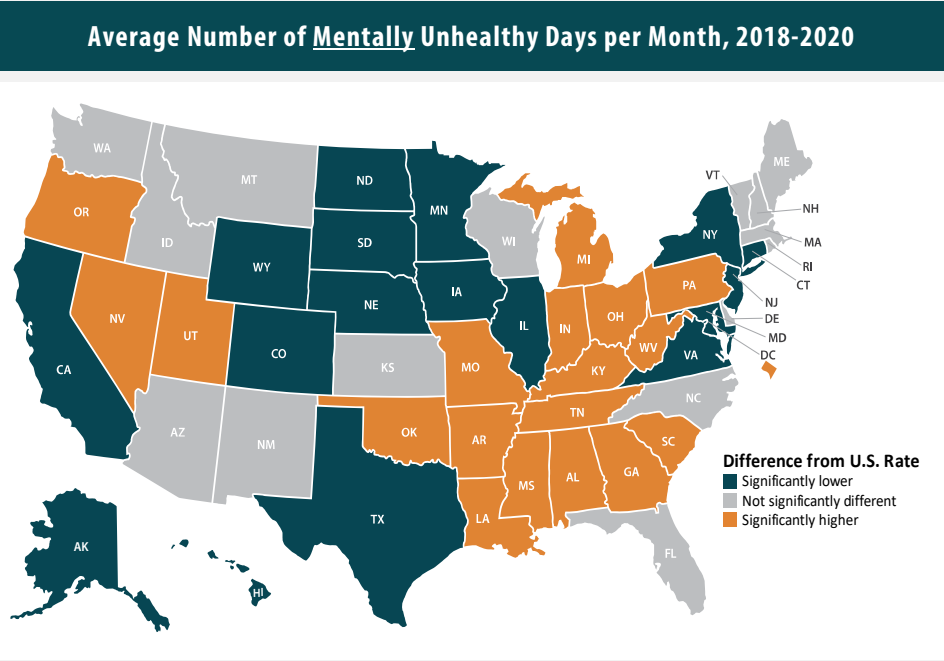 Average Number of Mentally Unhealthy Days per Month, 2018-2020
WA
MT
ND
MN
OR
ID
SD
WI
WY
MI
VT
ME
NH
NY
MA
RI
CT
NE
IA
PA
NJ
DE
MD
DC
NV
UT
CO
IL
IN
OH
WV
VA
CA
KS
MO
KY
NC
AZ
NM
OK
AR
TN
SC
MS
AL
GA
TX
LA
FL
AK
HI
Difference from U.S. Rate
Significantly lower
Not significantly different
Significantly higher